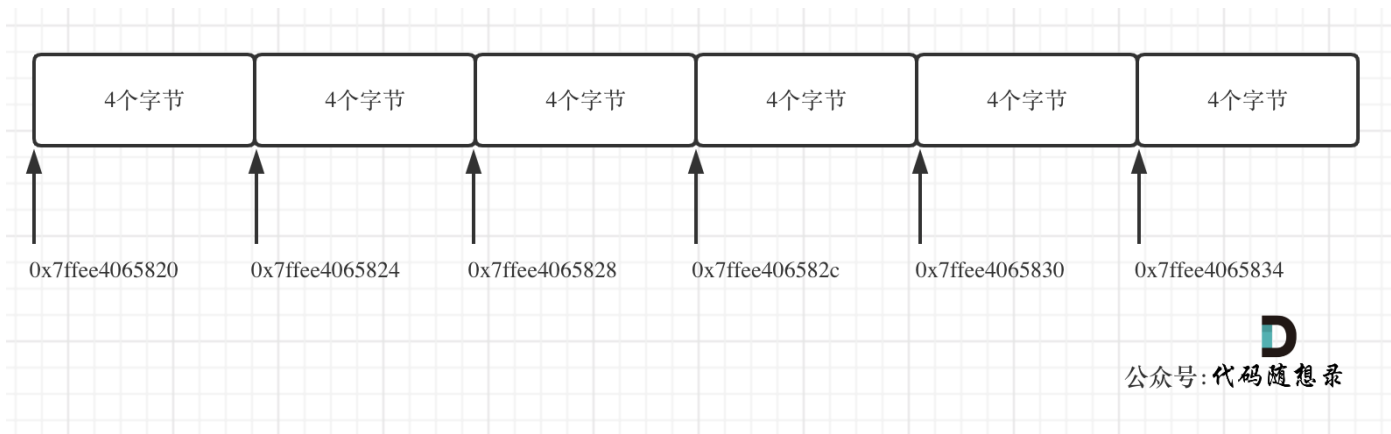 4个字节 4个字节 4个字节 4个字节 4个字节 4个字节
0x7ffee4065820 0x7ffee4065824 0x7ffee4065828 0x7ffee406582c 0x7ffee4065830 0x7ffee4065834
公众号:代码随想录